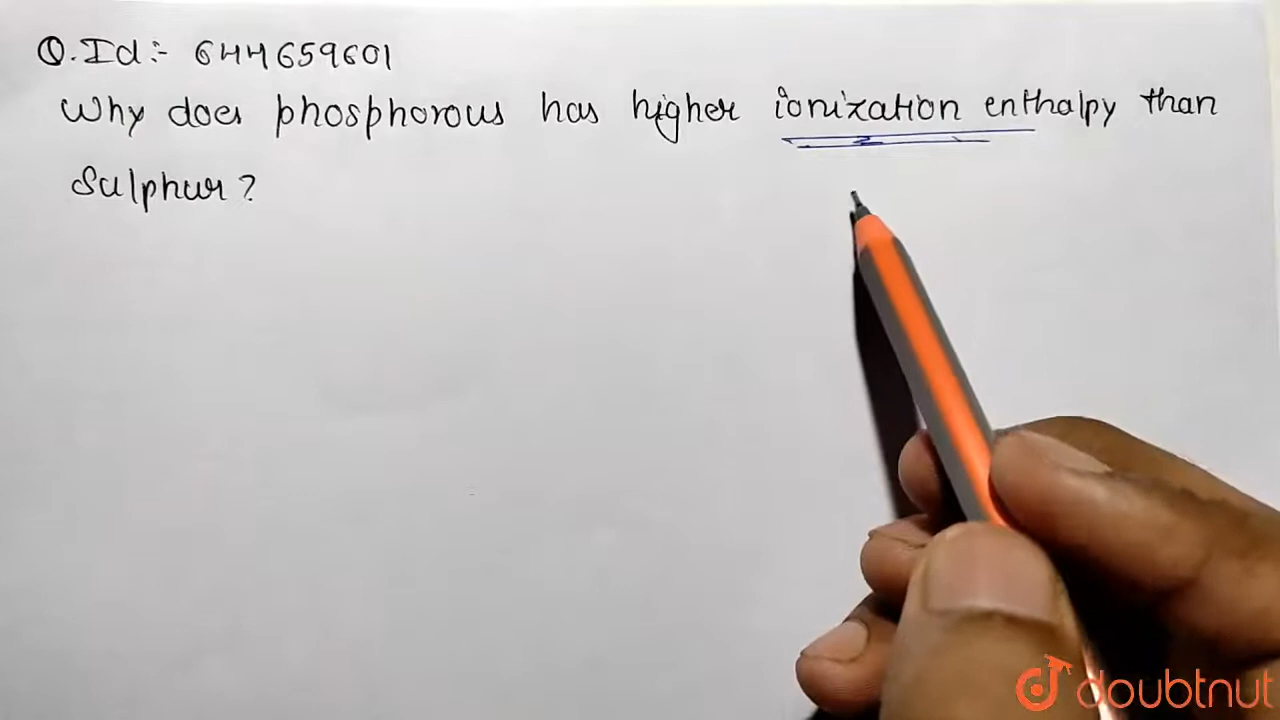 Q.Id:- 644659601
Why does phosphorous has higher ionization enthalpy than
Sulphur?
doubtnut